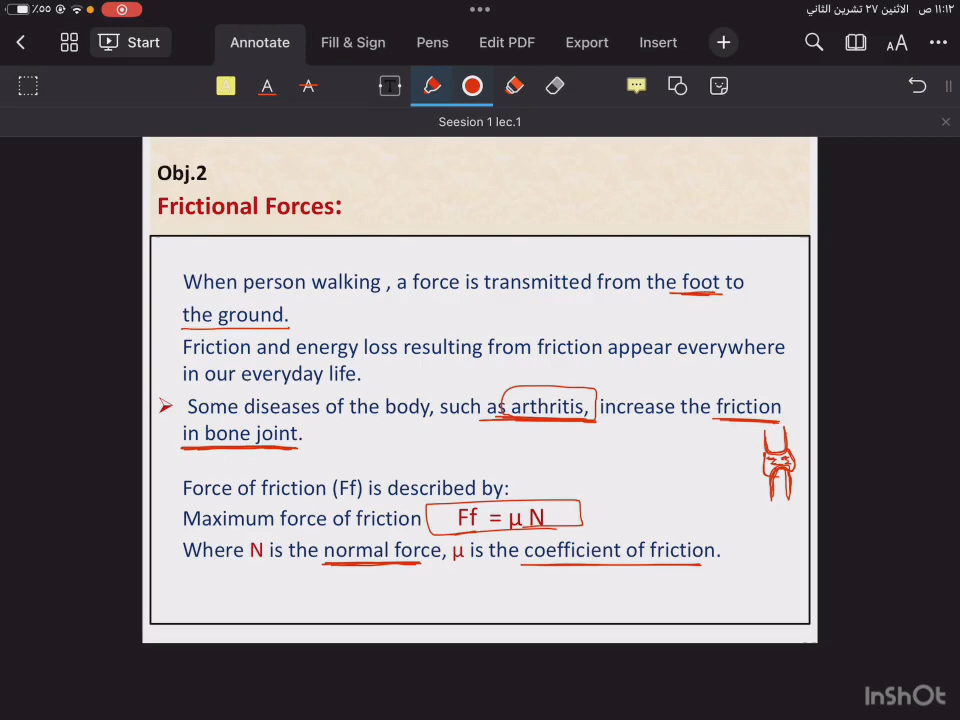 ٪٥٥
١١:١٢ ص الاثنين ٢٧ تشرين الثاني
Start
Annotate
Fill & Sign
Pens
Edit PDF
Export
Insert
AA
A
A
A
T
Seesion 1 lec.1
Obj.2
Frictional Forces:
When person walking , a force is transmitted from the foot to
the ground.
Friction and energy loss resulting from friction appear everywhere
in our everyday life.
Some diseases of the body, such as arthritis, increase the friction
in bone joint.
Force of friction (Ff) is described by:
Maximum force of friction Ff = μ N
Where N is the normal force, μ is the coefficient of friction.
InShOt